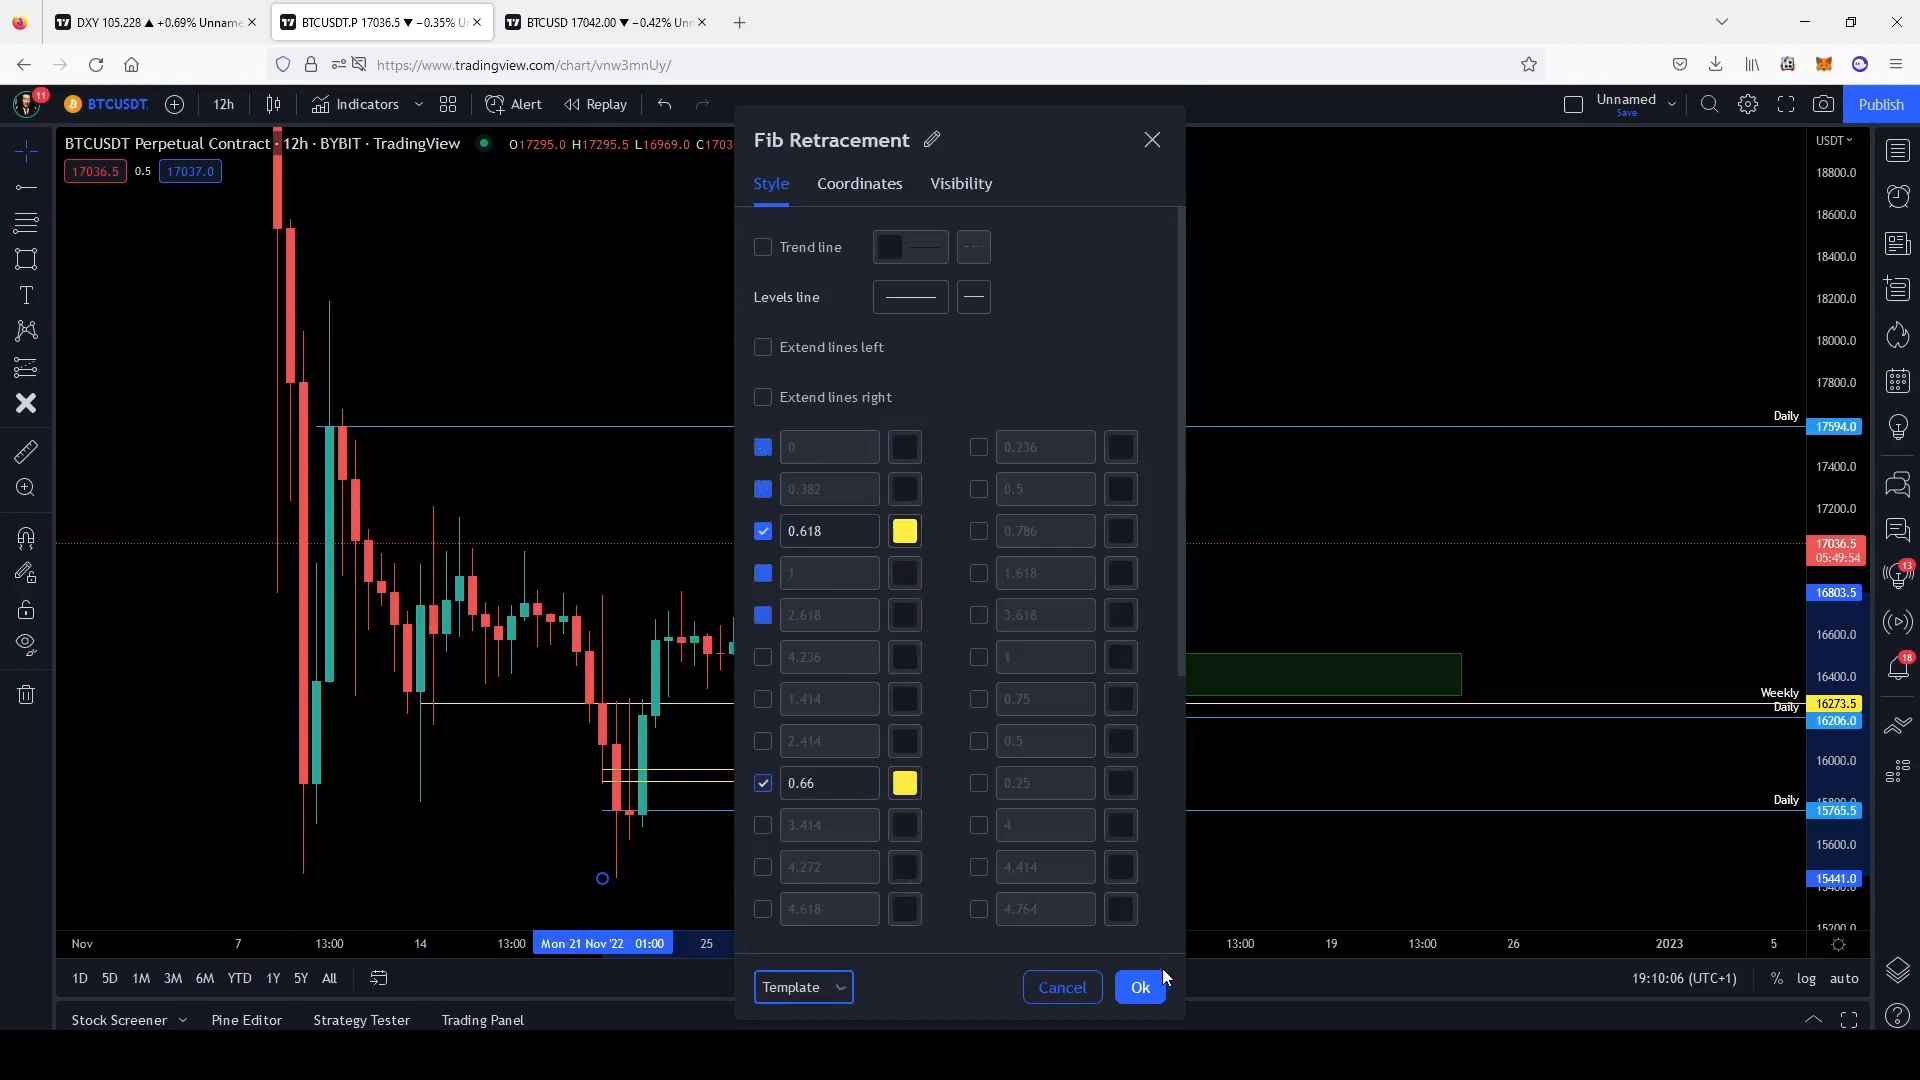 DXY 105.228 ▲ +0.69% Unname
BTCUSDT.P 17036.5 ▼ −0.35% U
BTCUSD 17042.00 ▼ −0.42% Un
https://www.tradingview.com/chart/vnw3mnUy/
11
BTCUSDT
12h
Indicators
Alert
Replay
Unnamed
Save
Publish
BTCUSDT Perpetual Contract · 12h · BYBIT · TradingView
O17295.0 H17295.5 L16969.0 C1703
17036.5
0.5
17037.0
Fib Retracement
Style
Coordinates
Visibility
Trend line
Levels line
Extend lines left
Extend lines right
0
0.236
0.382
0.5
0.618
0.786
1
1.618
2.618
3.618
4.236
1
1.414
0.75
2.414
0.5
0.66
0.25
3.414
4
4.272
4.414
4.618
4.764
Template
Cancel
Ok
USDT
18800.0
18600.0
18400.0
18200.0
18000.0
17800.0
Daily
17594.0
17400.0
17200.0
17036.5
05:49:54
16803.5
16600.0
16400.0
Weekly
16273.5
Daily
16206.0
16000.0
Daily
15765.5
15600.0
15441.0
15200.0
13
18
Nov
7
13:00
14
13:00
Mon 21 Nov '22 01:00
25
13:00
19
13:00
26
2023
5
1D
5D
1M
3M
6M
YTD
1Y
5Y
All
19:10:06 (UTC+1)
%
log
auto
Stock Screener
Pine Editor
Strategy Tester
Trading Panel